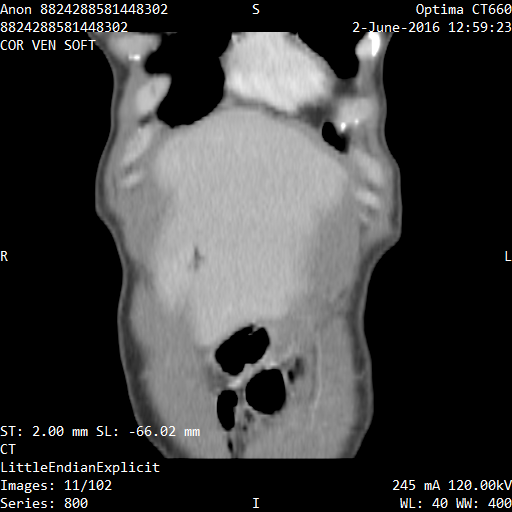 Anon 8824288581448302
S
Optima CT660
8824288581448302
2-June-2016 12:59:23
COR VEN SOFT
R
L
ST: 2.00 mm SL: -66.02 mm
CT
LittleEndianExplicit
Images: 11/102
245 mA 120.00kV
Series: 800
I
WL: 40 WW: 400